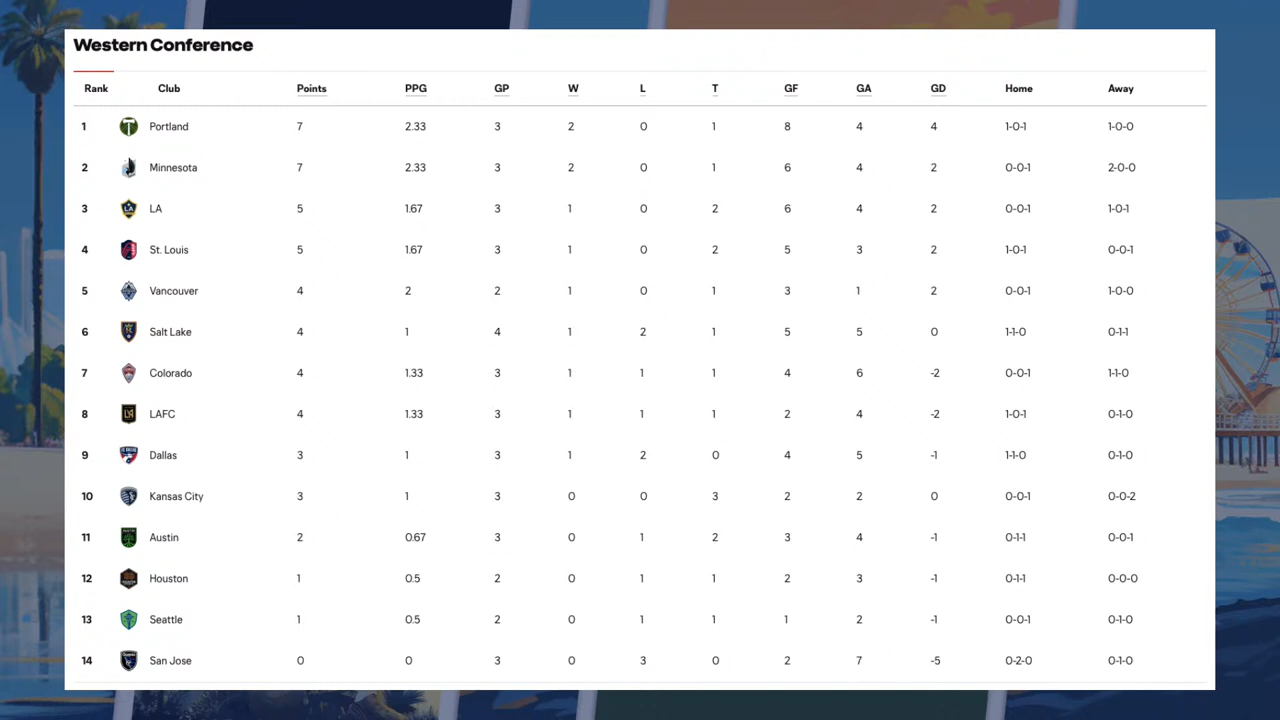 Western Conference
Rank Club Points PPG GP W L T GF GA GD Home Away
1 Portland 7 2.33 3 2 0 1 8 4 4 1-0-1 1-0-0
2 Minnesota 7 2.33 3 2 0 1 6 4 2 0-0-1 2-0-0
3 LA 5 1.67 3 1 0 2 6 4 2 0-0-1 1-0-1
4 St. Louis 5 1.67 3 1 0 2 5 3 2 1-0-1 0-0-1
5 Vancouver 4 2 2 1 0 1 3 1 2 0-0-1 1-0-0
6 Salt Lake 4 1 4 1 2 1 5 5 0 1-1-0 0-1-1
7 Colorado 4 1.33 3 1 1 1 4 6 -2 0-0-1 1-1-0
8 LAFC 4 1.33 3 1 1 1 2 4 -2 1-0-1 0-1-0
9 Dallas 3 1 3 1 2 0 4 5 -1 1-1-0 0-1-0
10 Kansas City 3 1 3 0 0 3 2 2 0 0-0-1 0-0-2
11 Austin 2 0.67 3 0 1 2 3 4 -1 0-1-1 0-0-1
12 Houston 1 0.5 2 0 1 1 2 3 -1 0-1-1 0-0-0
13 Seattle 1 0.5 2 0 1 1 1 2 -1 0-0-1 0-1-0
14 San Jose 0 0 3 0 3 0 2 7 -5 0-2-0 0-1-0